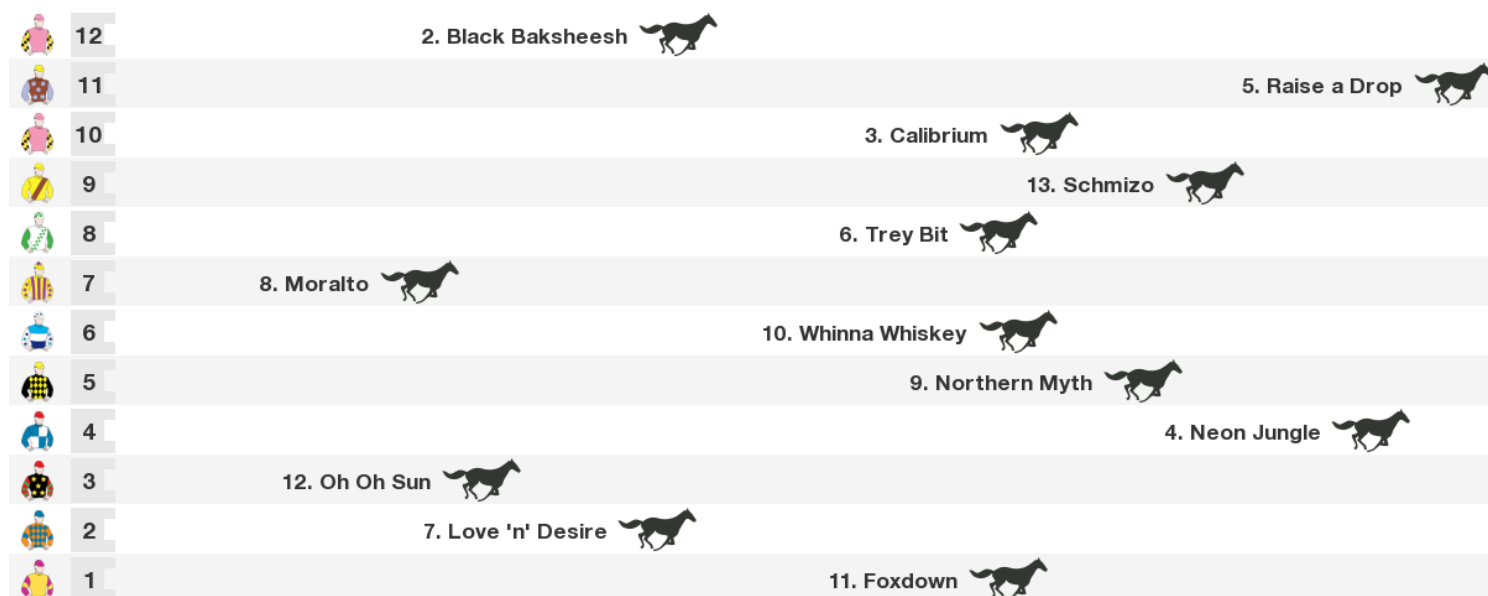 12 2. Black Baksheesh
11 5. Raise a Drop
10 3. Calibrium
9 13. Schmizo
8 6. Trey Bit
7 8. Moralto
6 10. Whinna Whiskey
5 9. Northern Myth
4 4. Neon Jungle
3 12. Oh Oh Sun
2 7. Love 'n' Desire
1 11. Foxdown